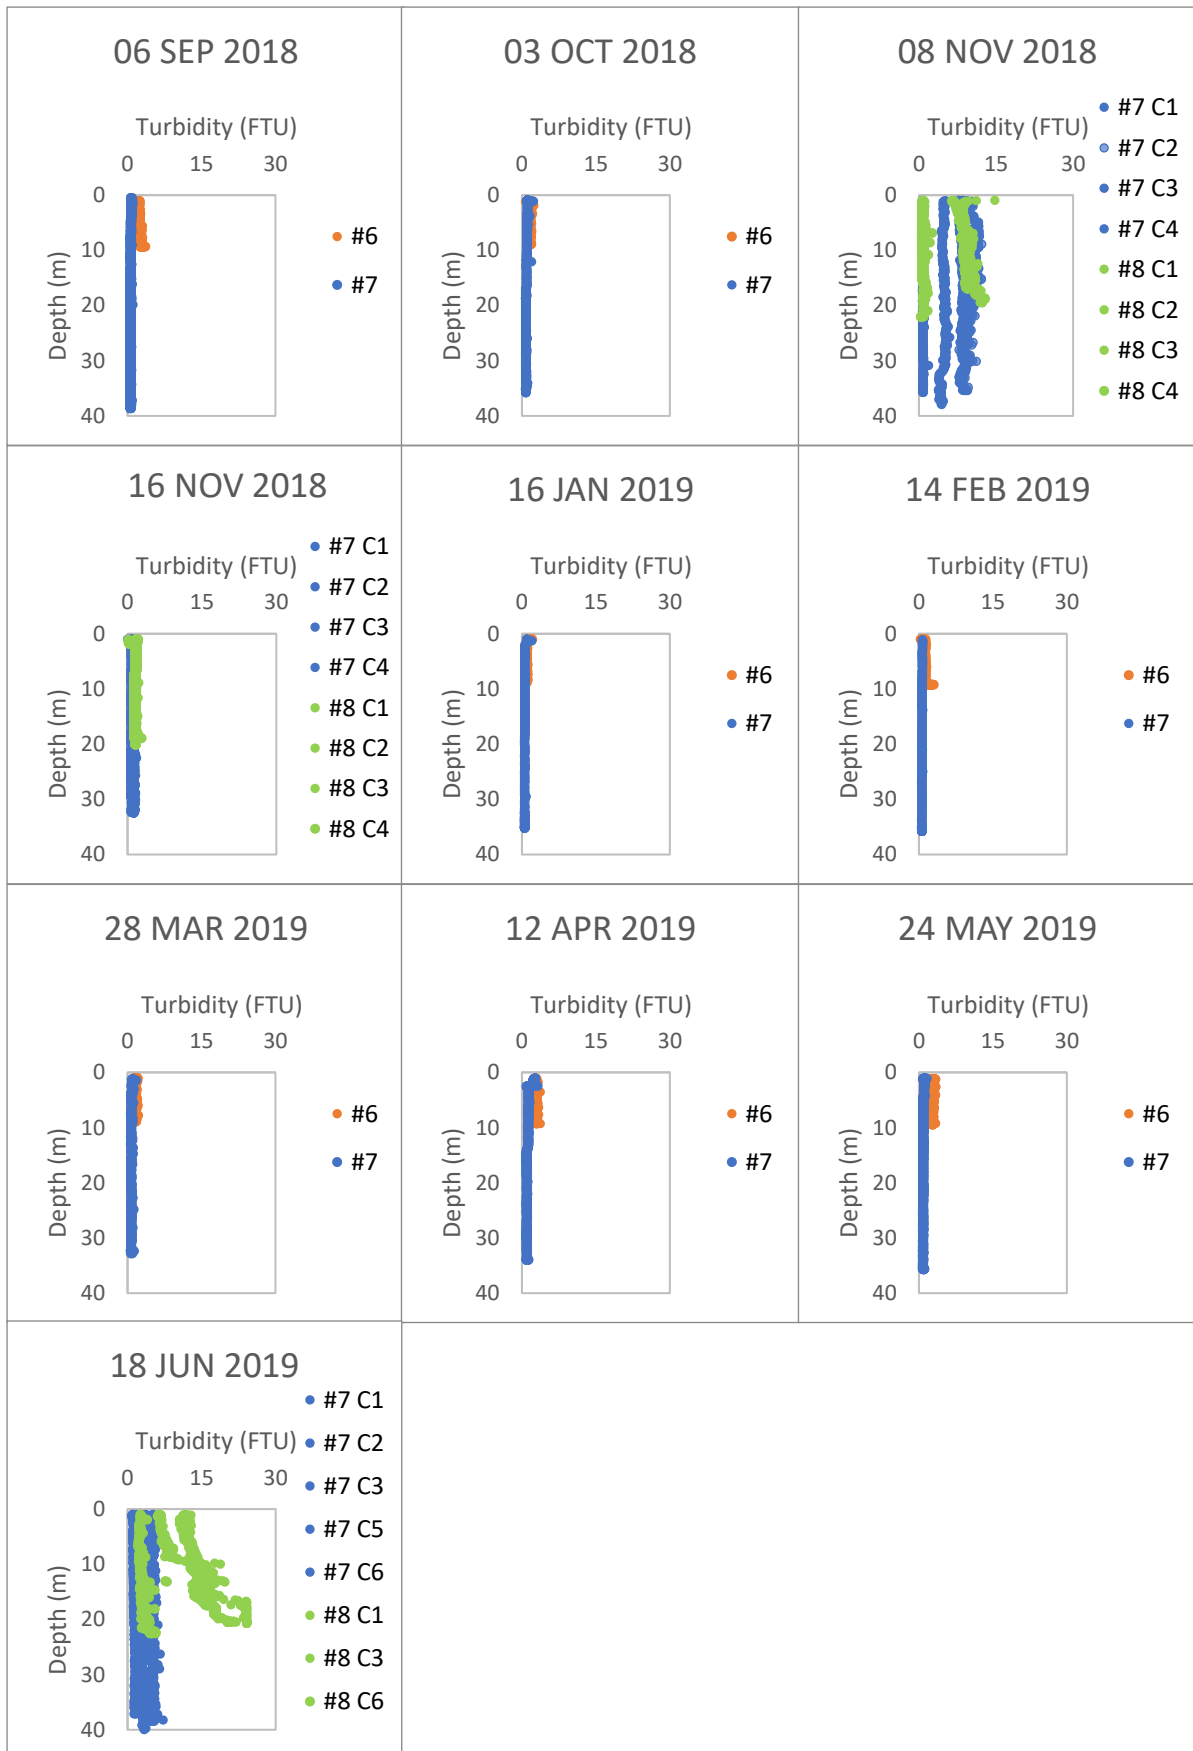 06 SEP 2018
Turbidity (FTU)
0 15 30
0
10
20
30
40
Depth (m)
#6
#7
03 OCT 2018
Turbidity (FTU)
0 15 30
0
10
20
30
40
Depth (m)
#6
#7
08 NOV 2018
Turbidity (FTU)
0 15 30
0
10
20
30
40
Depth (m)
#7 C1
#7 C2
#7 C3
#7 C4
#8 C1
#8 C2
#8 C3
#8 C4
16 NOV 2018
Turbidity (FTU)
0 15 30
0
10
20
30
40
Depth (m)
#7 C1
#7 C2
#7 C3
#7 C4
#8 C1
#8 C2
#8 C3
#8 C4
16 JAN 2019
Turbidity (FTU)
0 15 30
0
10
20
30
40
Depth (m)
#6
#7
14 FEB 2019
Turbidity (FTU)
0 15 30
0
10
20
30
40
Depth (m)
#6
#7
28 MAR 2019
Turbidity (FTU)
0 15 30
0
10
20
30
40
Depth (m)
#6
#7
12 APR 2019
Turbidity (FTU)
0 15 30
0
10
20
30
40
Depth (m)
#6
#7
24 MAY 2019
Turbidity (FTU)
0 15 30
0
10
20
30
40
Depth (m)
#6
#7
18 JUN 2019
Turbidity (FTU)
0 15 30
0
10
20
30
40
Depth (m)
#7 C1
#7 C2
#7 C3
#7 C5
#7 C6
#8 C1
#8 C3
#8 C6